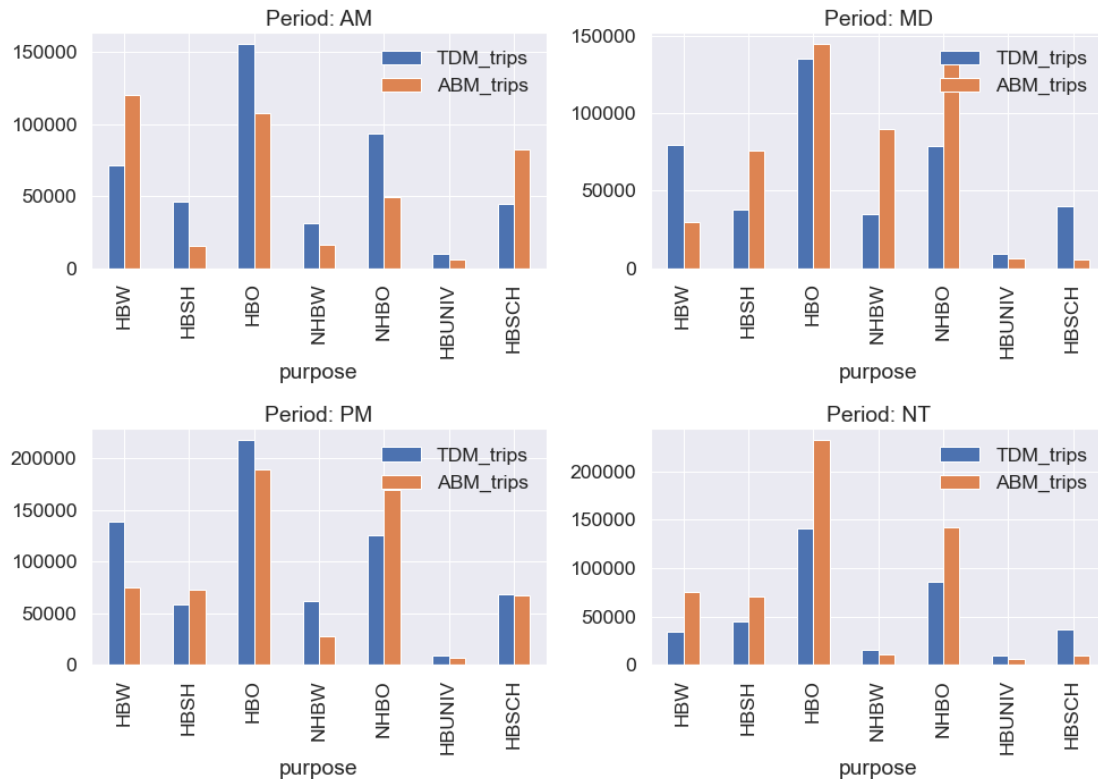 Period: AM
150000
100000
50000
0
TDM_trips
ABM_trips
HBW
HBSH
HBO
NHBW
NHBO
HBUNIV
HBSCH
purpose
Period: MD
150000
100000
50000
0
TDM_trips
ABM_trips
HBW
HBSH
HBO
NHBW
NHBO
HBUNIV
HBSCH
purpose
Period: PM
200000
150000
100000
50000
0
TDM_trips
ABM_trips
HBW
HBSH
HBO
NHBW
NHBO
HBUNIV
HBSCH
purpose
Period: NT
200000
150000
100000
50000
0
TDM_trips
ABM_trips
HBW
HBSH
HBO
NHBW
NHBO
HBUNIV
HBSCH
purpose